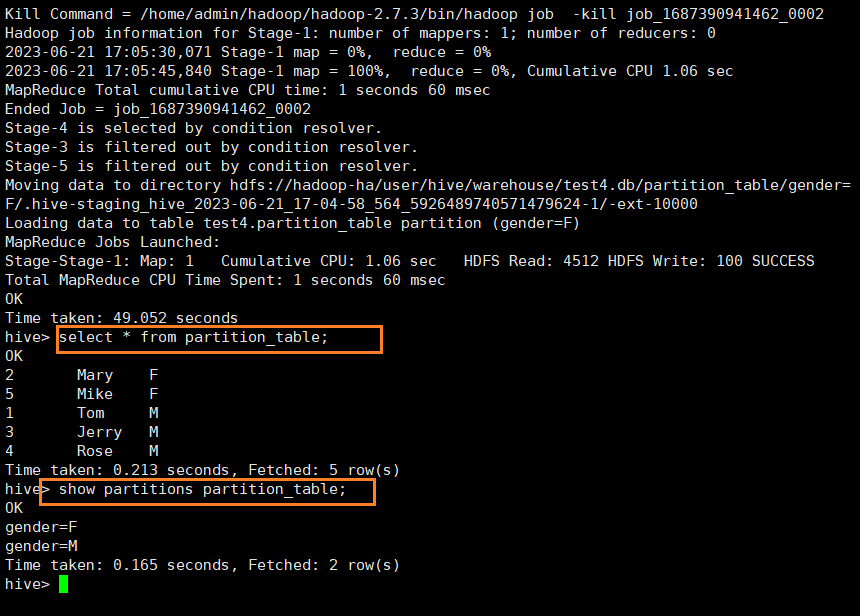 Kill Command = /home/admin/hadoop/hadoop-2.7.3/bin/hadoop job  -kill job_1687390941462_0002
Hadoop job information for Stage-1: number of mappers: 1; number of reducers: 0
2023-06-21 17:05:30,071 Stage-1 map = 0%,  reduce = 0%
2023-06-21 17:05:45,840 Stage-1 map = 100%,  reduce = 0%, Cumulative CPU 1.06 sec
MapReduce Total cumulative CPU time: 1 seconds 60 msec
Ended Job = job_1687390941462_0002
Stage-4 is selected by condition resolver.
Stage-3 is filtered out by condition resolver.
Stage-5 is filtered out by condition resolver.
Moving data to directory hdfs://hadoop-ha/user/hive/warehouse/test4.db/partition_table/gender=
F/.hive-staging_hive_2023-06-21_17-04-58_564_5926489740571479624-1/-ext-10000
Loading data to table test4.partition_table partition (gender=F)
MapReduce Jobs Launched:
Stage-Stage-1: Map: 1   Cumulative CPU: 1.06 sec   HDFS Read: 4512 HDFS Write: 100 SUCCESS
Total MapReduce CPU Time Spent: 1 seconds 60 msec
OK
Time taken: 49.052 seconds
hive> select * from partition_table;
OK
2       Mary    F
5       Mike    F
1       Tom     M
3       Jerry   M
4       Rose    M
Time taken: 0.213 seconds, Fetched: 5 row(s)
hive> show partitions partition_table;
OK
gender=F
gender=M
Time taken: 0.165 seconds, Fetched: 2 row(s)
hive>